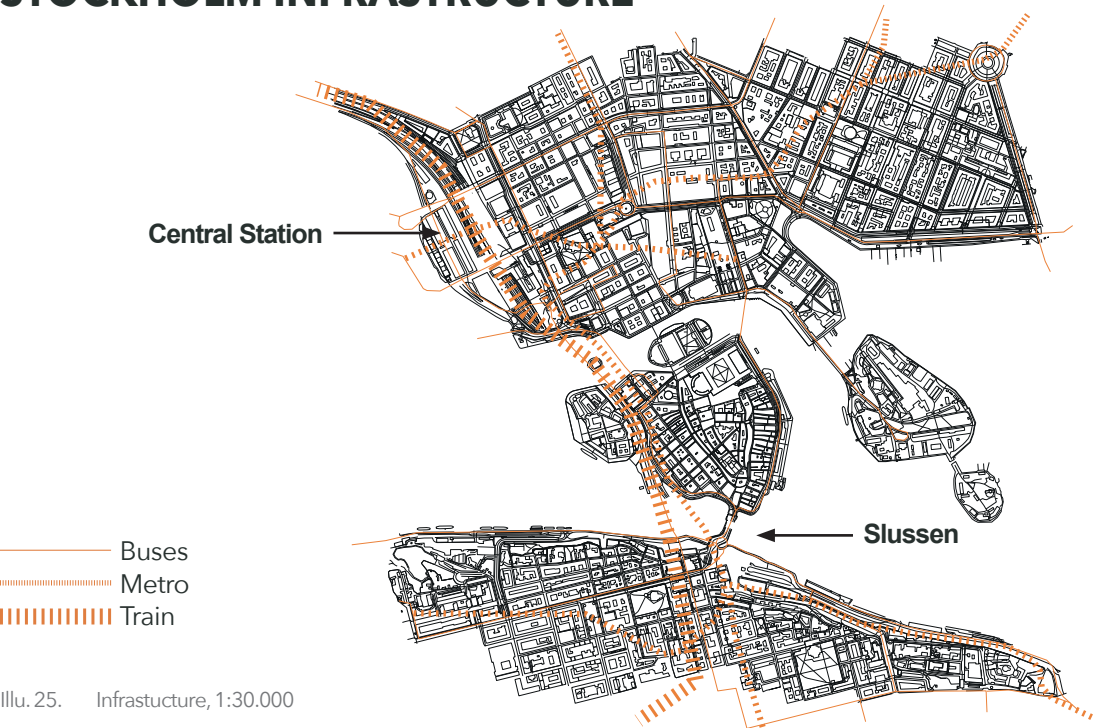 STOCKHOLM INFRASTRUCTURE
Central Station
Slussen
Buses
Metro
Train
Illu. 25. Infrastucture, 1:30.000